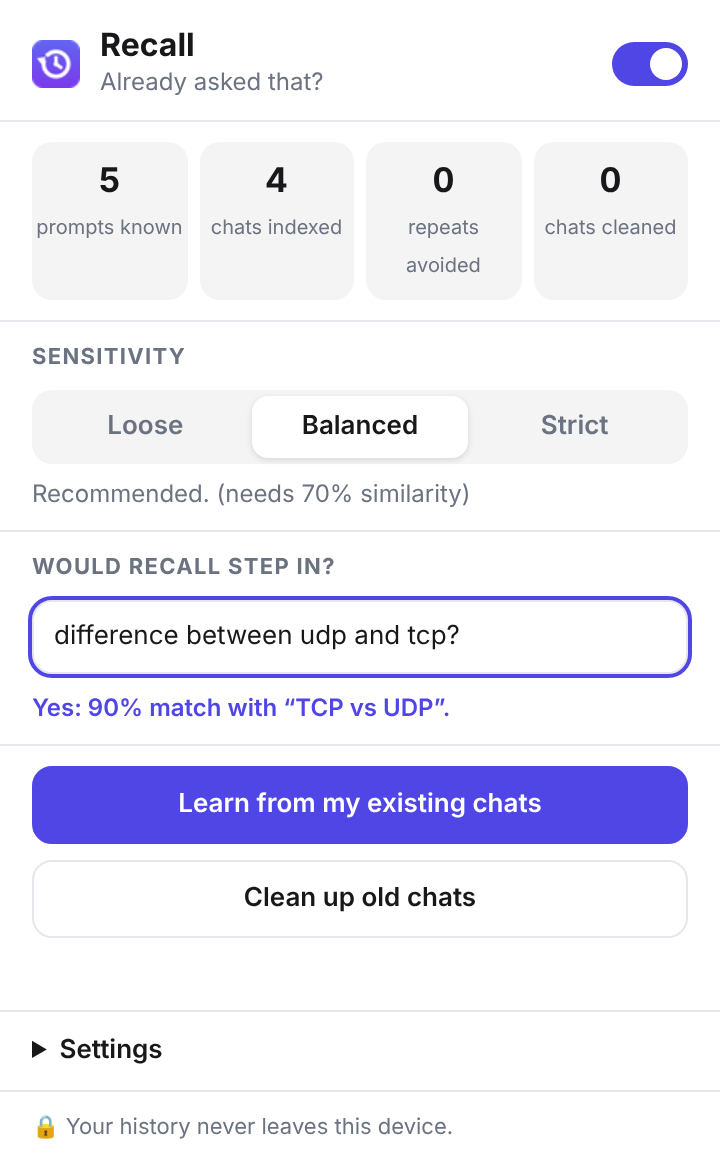 Recall
Already asked that?
5
prompts known
4
chats indexed
0
repeats
avoided
0
chats cleaned
SENSITIVITY
Loose
Balanced
Strict
Recommended. (needs 70% similarity)
WOULD RECALL STEP IN?
difference between udp and tcp?
Yes: 90% match with “TCP vs UDP”.
Learn from my existing chats
Clean up old chats
Settings
Your history never leaves this device.